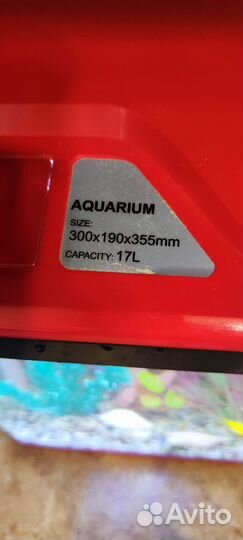 AQUARIUM
SIZE:
300x190x355mm
CAPACITY: 17L
Avito